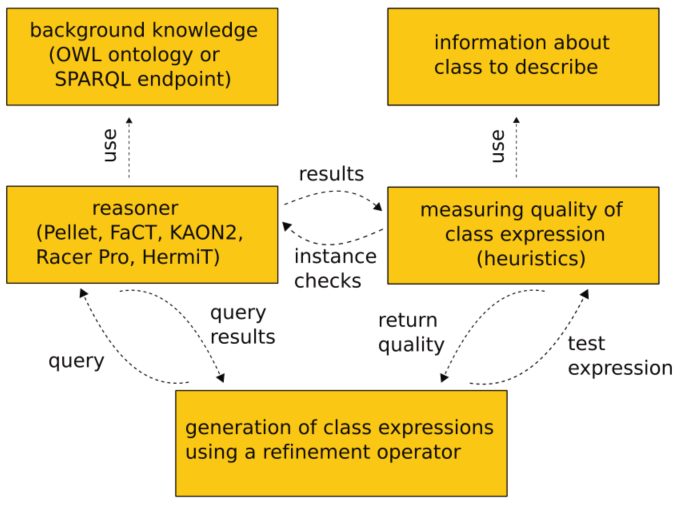 background knowledge
(OWL ontology or
SPARQL endpoint)
information about
class to describe
use
use
reasoner
(Pellet, FaCT, KAON2,
Racer Pro, HermiT)
results
instance
checks
measuring quality of
class expression
(heuristics)
query
query
results
return
quality
test
expression
generation of class expressions
using a refinement operator